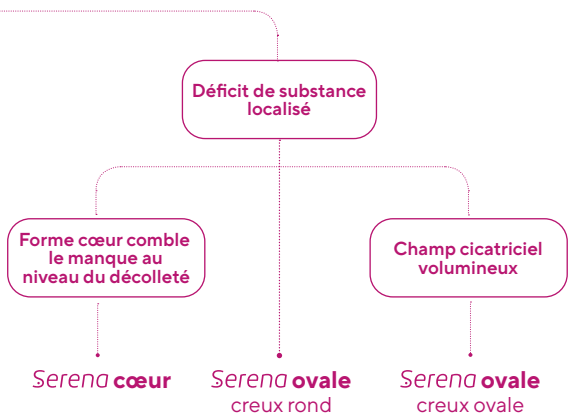 Déficit de substance
localisé
Forme cœur comble
le manque au
niveau du décolleté
Champ cicatriciel
volumineux
Serena cœur
Serena ovale
creux rond
Serena ovale
creux ovale